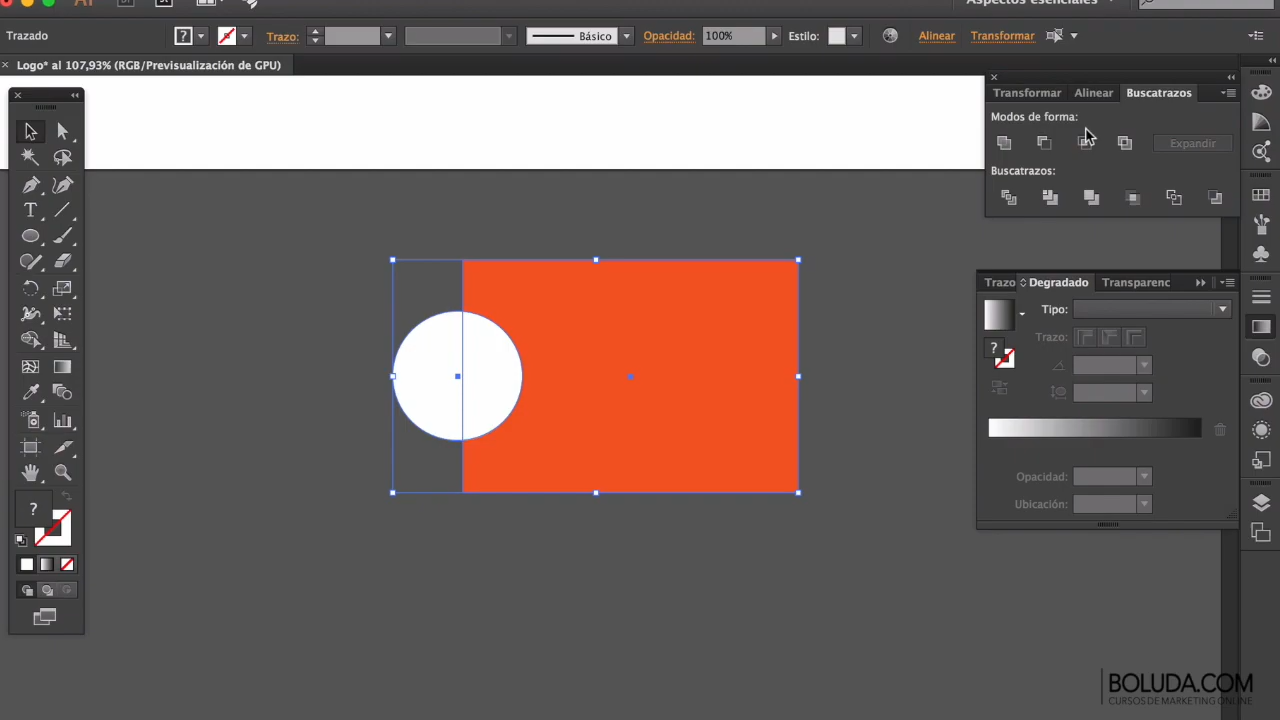 Aspectos esenciales
Trazado
?
Trazo:
Básico
Opacidad:
100%
Estilo:
Alinear
Transformar
Logo* al 107,93% (RGB/Previsualización de GPU)
Transformar
Alinear
Buscatrazos
Modos de forma:
Expandir
Buscatrazos:
Trazo
Degradado
Transparenc
Tipo:
Trazo:
?
Opacidad:
Ubicación:
?
BOLUDA.COM
CURSOS DE MARKETING ONLINE